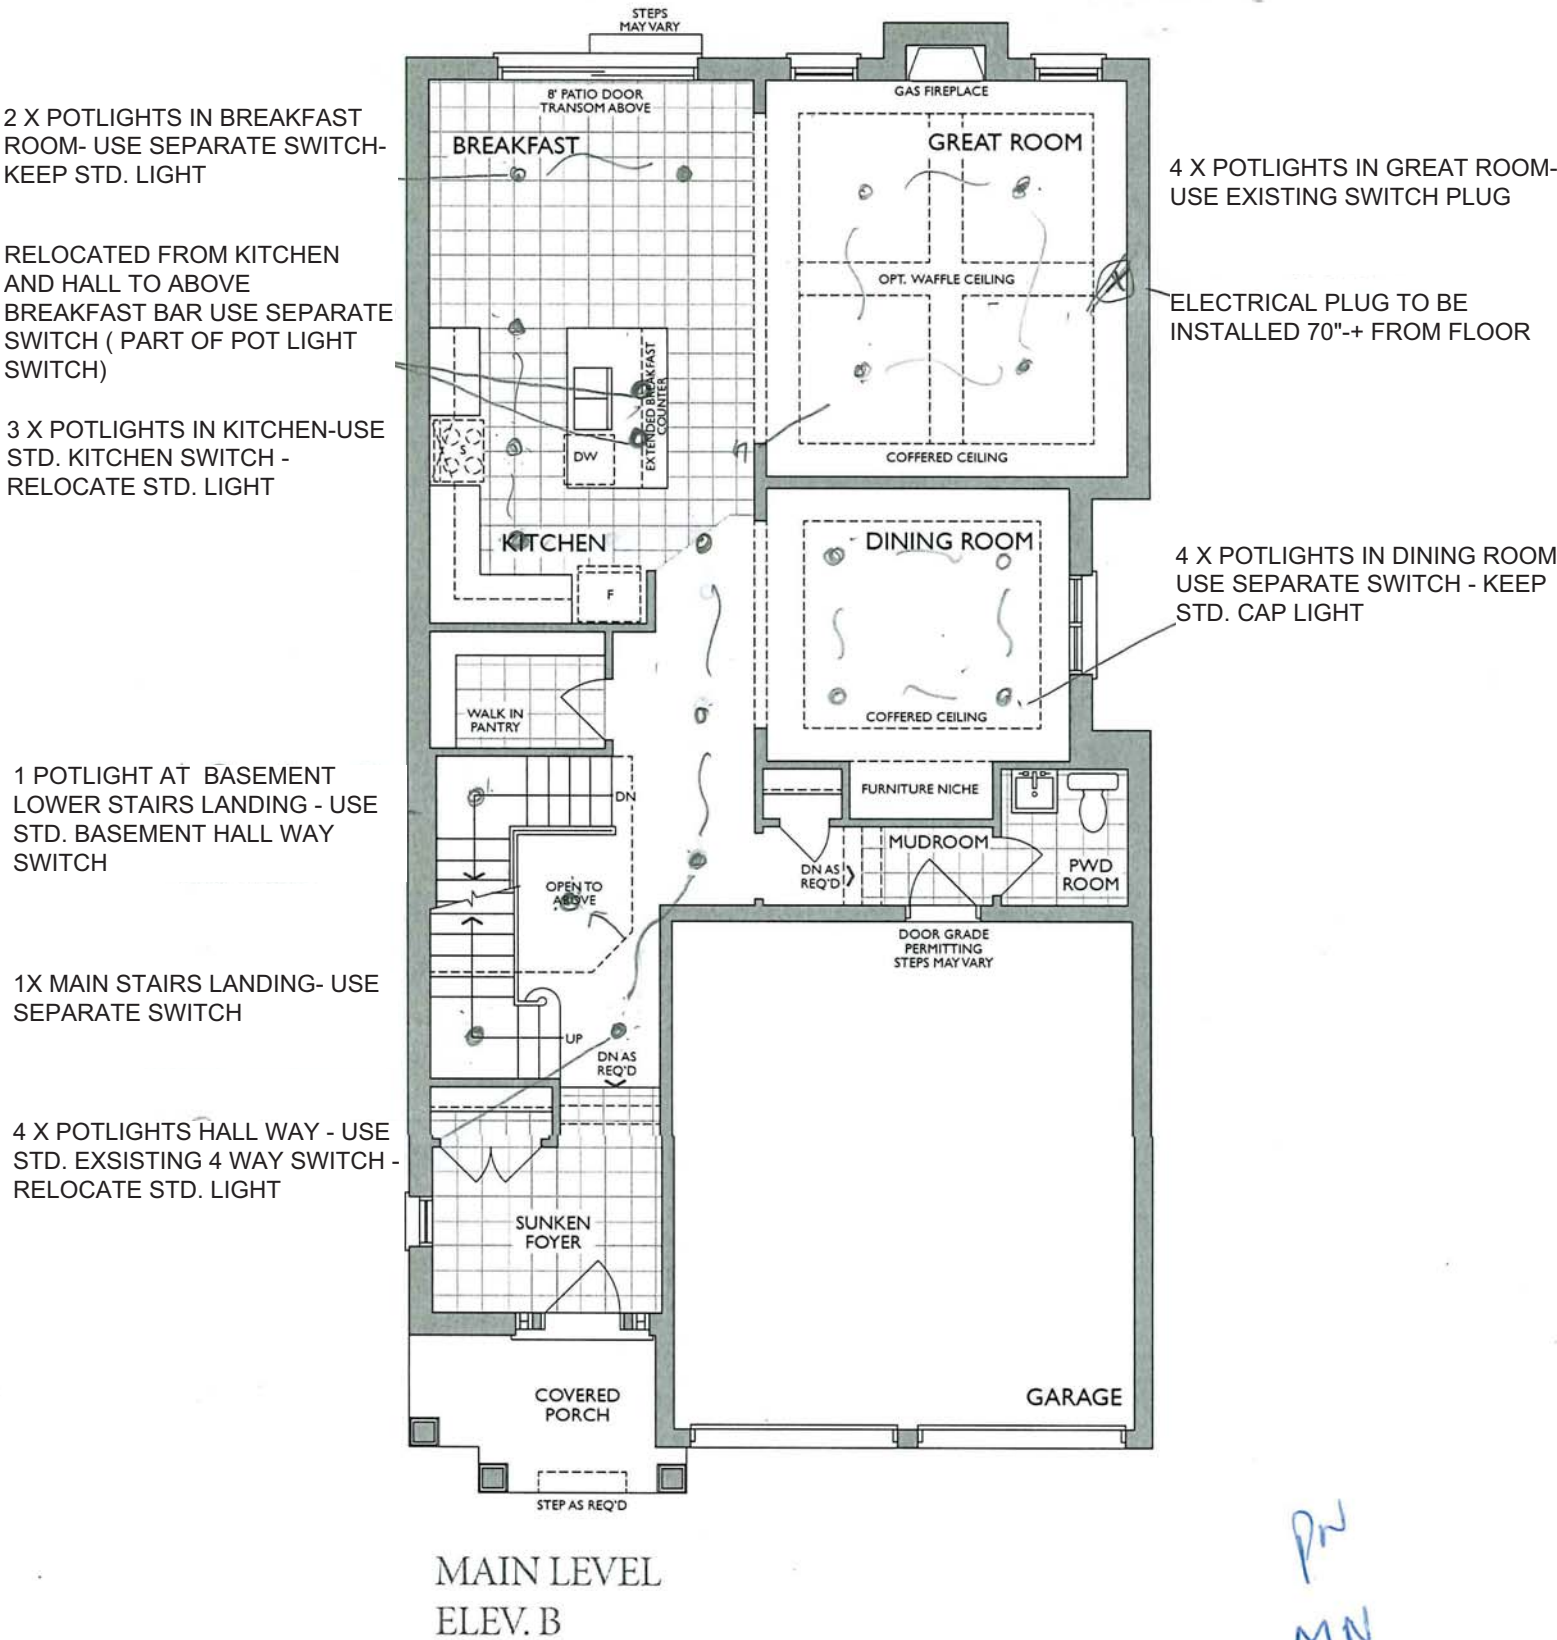 STEPS
MAY VARY
8' PATIO DOOR
TRANSOM ABOVE
GAS FIREPLACE
2 X POTLIGHTS IN BREAKFAST
ROOM- USE SEPARATE SWITCH-
KEEP STD. LIGHT
BREAKFAST
GREAT ROOM
4 X POTLIGHTS IN GREAT ROOM-
USE EXISTING SWITCH PLUG
RELOCATED FROM KITCHEN
AND HALL TO ABOVE
BREAKFAST BAR USE SEPARATE
SWITCH ( PART OF POT LIGHT
SWITCH)
OPT. WAFFLE CEILING
ELECTRICAL PLUG TO BE
INSTALLED 70"-+ FROM FLOOR
EXTENDED BREAKFAST
COUNTER
3 X POTLIGHTS IN KITCHEN-USE
STD. KITCHEN SWITCH -
RELOCATE STD. LIGHT
S
DW
COFFERED CEILING
KITCHEN
DINING ROOM
4 X POTLIGHTS IN DINING ROOM
USE SEPARATE SWITCH - KEEP
STD. CAP LIGHT
F
WALK IN
PANTRY
COFFERED CEILING
1 POTLIGHT AT BASEMENT
LOWER STAIRS LANDING - USE
STD. BASEMENT HALL WAY
SWITCH
DN
FURNITURE NICHE
MUDROOM
DN AS
REQ'D
PWD
ROOM
OPEN TO
ABOVE
DOOR GRADE
PERMITTING
STEPS MAY VARY
1X MAIN STAIRS LANDING- USE
SEPARATE SWITCH
UP
DN AS
REQ'D
4 X POTLIGHTS HALL WAY - USE
STD. EXSISTING 4 WAY SWITCH -
RELOCATE STD. LIGHT
SUNKEN
FOYER
COVERED
PORCH
GARAGE
STEP AS REQ'D
MAIN LEVEL
ELEV. B